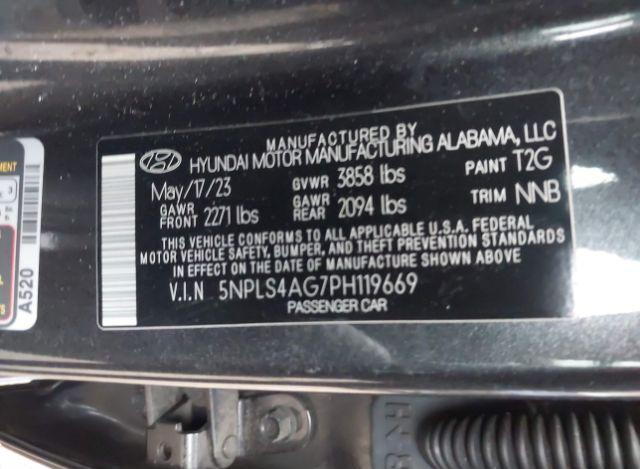 MANUFACTURED BY
HYUNDAI MOTOR MANUFACTURING ALABAMA, LLC
May/17/23 GVWR 3858 lbs PAINT T2G
GAWR FRONT 2271 lbs GAWR REAR 2094 lbs TRIM NNB
THIS VEHICLE CONFORMS TO ALL APPLICABLE U.S.A. FEDERAL
MOTOR VEHICLE SAFETY, BUMPER, AND THEFT PREVENTION STANDARDS
IN EFFECT ON THE DATE OF MANUFACTURE SHOWN ABOVE
V.I.N 5NPLS4AG7PH119669
PASSENGER CAR
A520